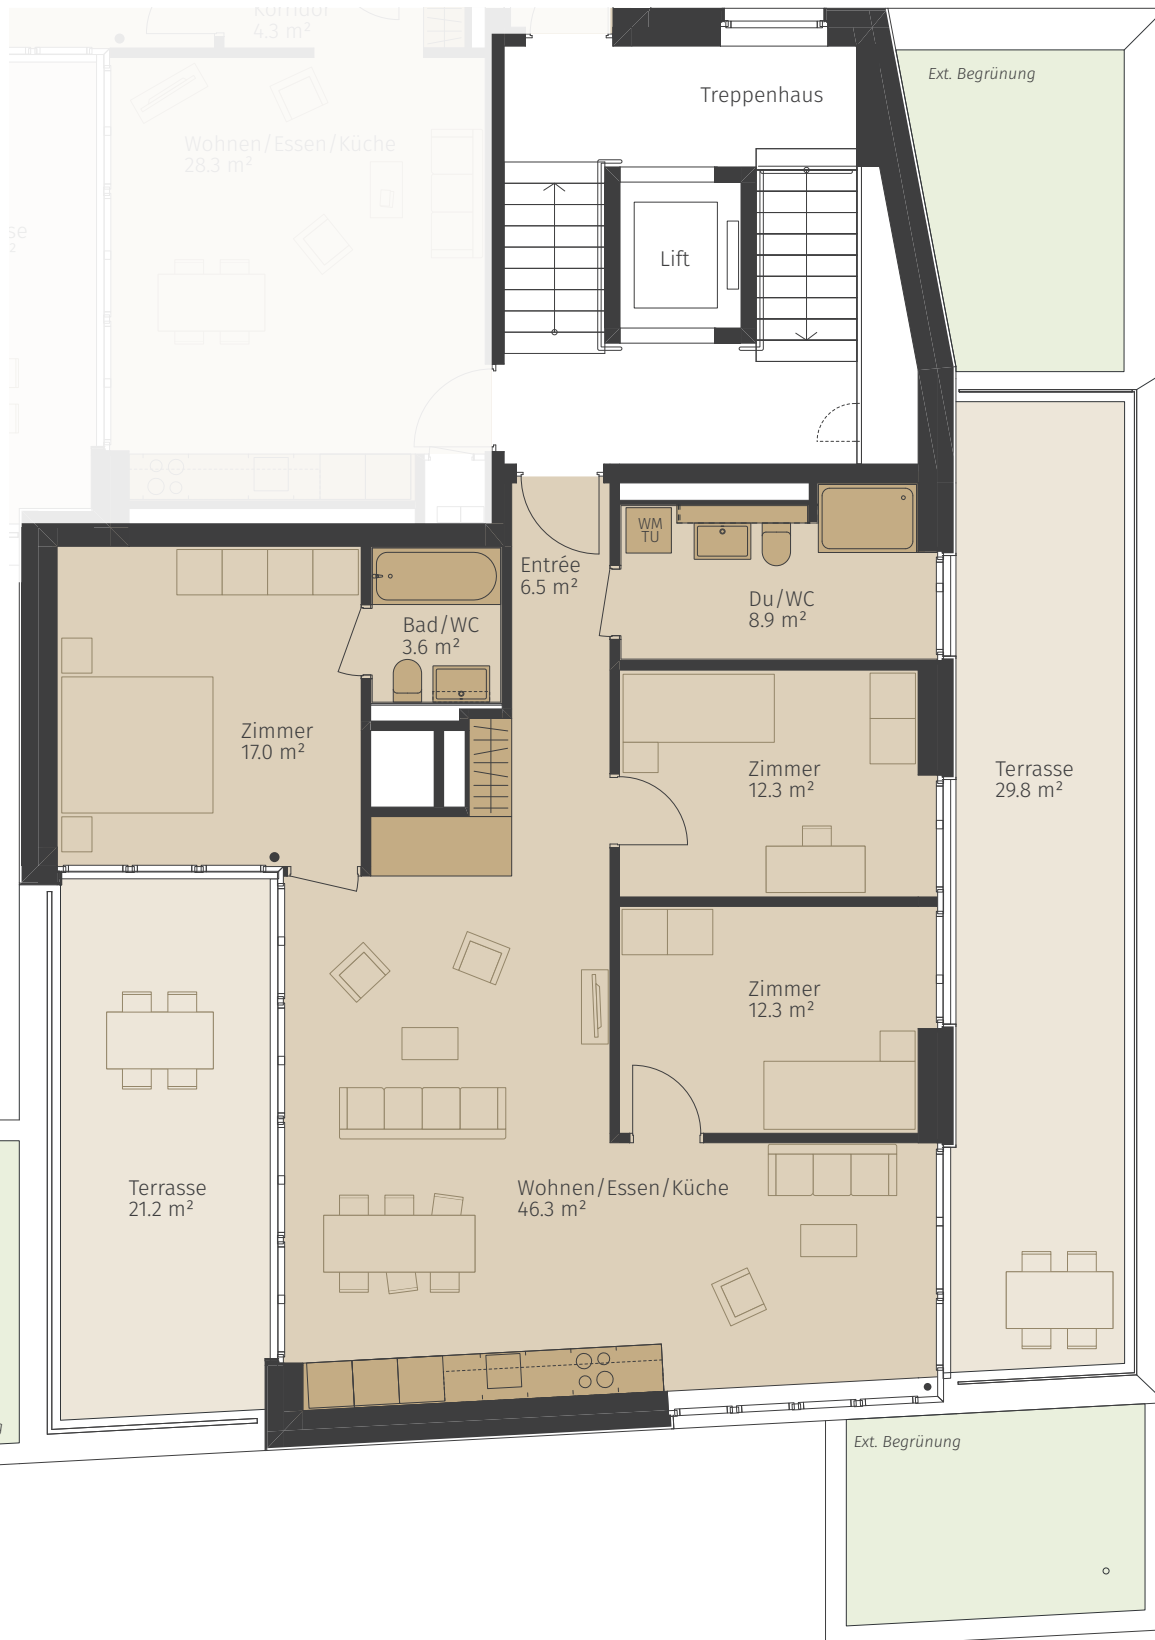 Korridor
4.3 m²
Wohnen/Essen/Küche
28.3 m²
Treppenhaus
Ext. Begrünung
Lift
WM
TU
Entrée
6.5 m²
Du/WC
8.9 m²
Bad/WC
3.6 m²
Zimmer
17.0 m²
Zimmer
12.3 m²
Terrasse
29.8 m²
Zimmer
12.3 m²
Terrasse
21.2 m²
Wohnen/Essen/Küche
46.3 m²
Ext. Begrünung